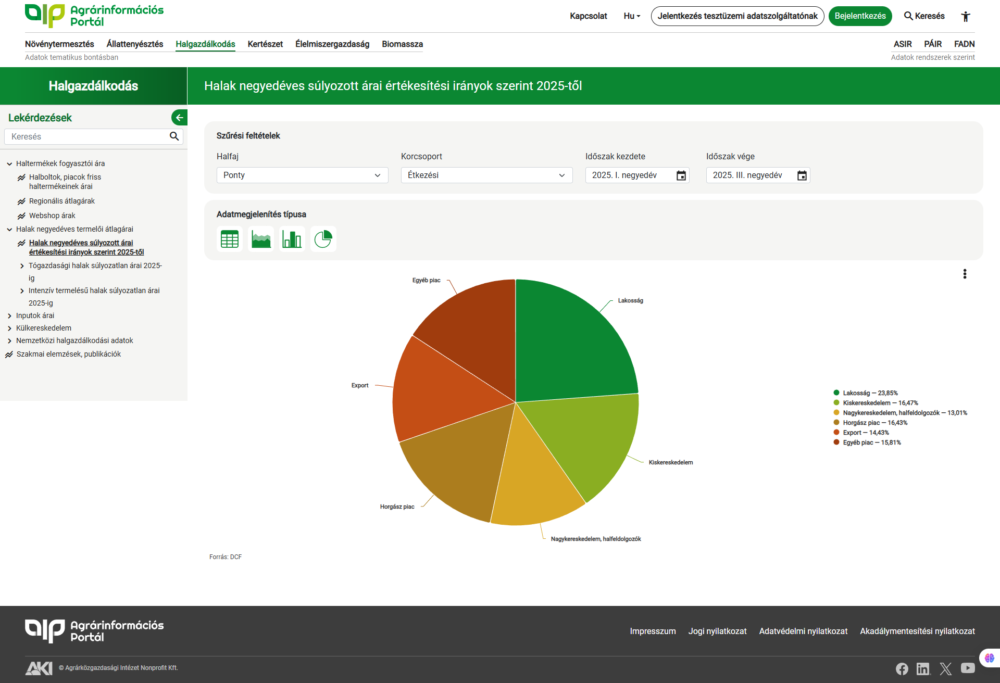 Agrárinformációs
Portál
Kapcsolat
Hu
Jelentkezés tesztüzemi adatszolgáltatónak
Bejelentkezés
Keresés
Növénytermesztés
Állattenyésztés
Halgazdálkodás
Kertészet
Élelmiszergazdaság
Biomassza
Adatok tematikus bontásban
ASIR
PÁIR
FADN
Adatok rendszerek szerint
Halgazdálkodás
Halak negyedéves súlyozott árai értékesítési irányok szerint 2025-től
Lekérdezések
Keresés
Haltermékek fogyasztói ára
Halboltok, piacok friss
haltermékeinek árai
Regionális átlagárak
Webshop árak
Halak negyedéves termelői átlagárai
Halak negyedéves súlyozott árai
értékesítési irányok szerint 2025-től
Tógazdasági halak súlyozatlan árai 2025-
ig
Intenzív termelésű halak súlyozatlan árai
2025-ig
Inputok árai
Külkereskedelem
Nemzetközi halgazdálkodási adatok
Szakmai elemzések, publikációk
Szűrési feltételek
Halfaj
Korcsoport
Időszak kezdete
Időszak vége
Ponty
Étkezési
2025. I. negyedév
2025. III. negyedév
Adatmegjelenítés típusa
Egyéb piac
Lakosság
Export
Kiskereskedelem
Horgász piac
Nagykereskedelem, halfeldolgozók
Lakosság — 23,85%
Kiskereskedelem — 16,47%
Nagykereskedelem, halfeldolgozók — 13,01%
Horgász piac — 16,43%
Export — 14,43%
Egyéb piac — 15,81%
Forrás: DCF
Agrárinformációs
Portál
Impresszum
Jogi nyilatkozat
Adatvédelmi nyilatkozat
Akadálymentesítési nyilatkozat
AKI
© Agrárközgazdasági Intézet Nonprofit Kft.